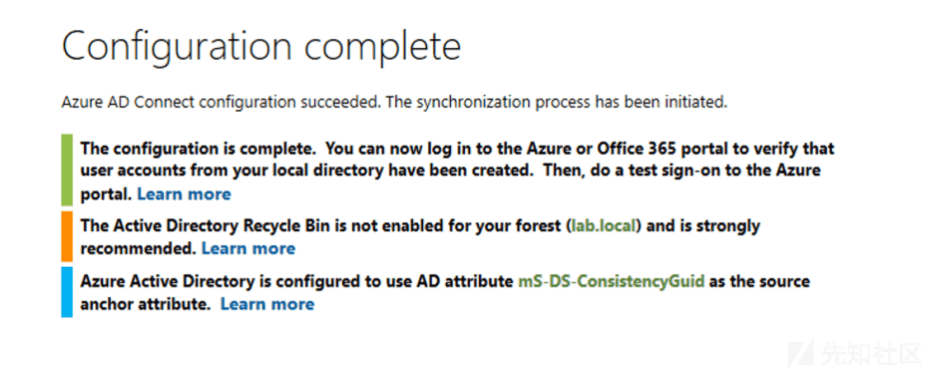 Configuration complete
Azure AD Connect configuration succeeded. The synchronization process has been initiated.
The configuration is complete. You can now log in to the Azure or Office 365 portal to verify that
user accounts from your local directory have been created. Then, do a test sign-on to the Azure
portal. Learn more
The Active Directory Recycle Bin is not enabled for your forest (lab.local) and is strongly
recommended. Learn more
Azure Active Directory is configured to use AD attribute mS-DS-ConsistencyGuid as the source
anchor attribute. Learn more
先知社区